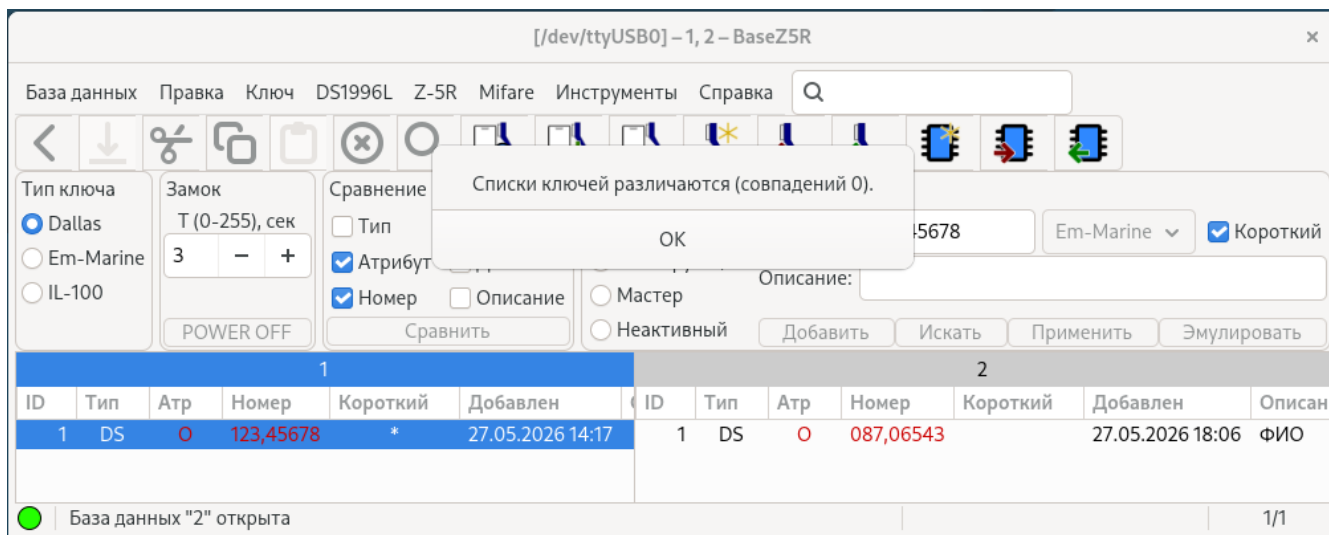 [/dev/ttyUSB0] – 1, 2 – BaseZ5R
База данных Правка Ключ DS1996L Z-5R Mifare Инструменты Справка
Тип ключа
Dallas
Em-Marine
IL-100
Замок
T (0-255), сек
3
POWER OFF
Сравнение
Тип
Атрибут
Номер
Описание
Сравнить
Списки ключей различаются (совпадений 0).
OK
Мастер
Неактивный
5678 Em-Marine Короткий
Описание:
Добавить Искать Применить Эмулировать
1
ID Тип Атр Номер Короткий Добавлен
1 DS O 123,45678 * 27.05.2026 14:17
2
ID Тип Атр Номер Короткий Добавлен Описан
1 DS O 087,06543 27.05.2026 18:06 ФИО
База данных "2" открыта
1/1